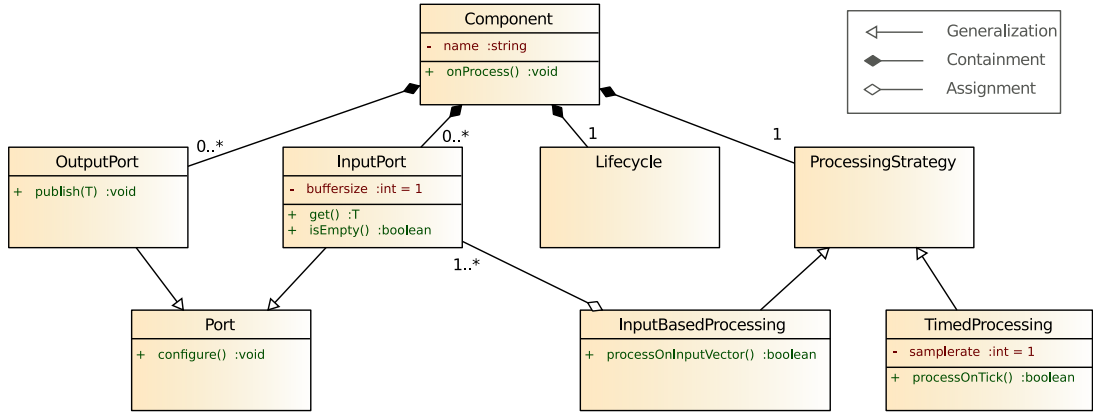 Component
- name :string
+ onProcess() :void
Generalization
Containment
Assignment
0..*
0..*
1
1
OutputPort
+ publish(T) :void
InputPort
- buffersize :int = 1
+ get() :T
+ isEmpty() :boolean
Lifecycle
ProcessingStrategy
1..*
Port
+ configure() :void
InputBasedProcessing
+ processOnInputVector() :boolean
TimedProcessing
- samplerate :int = 1
+ processOnTick() :boolean